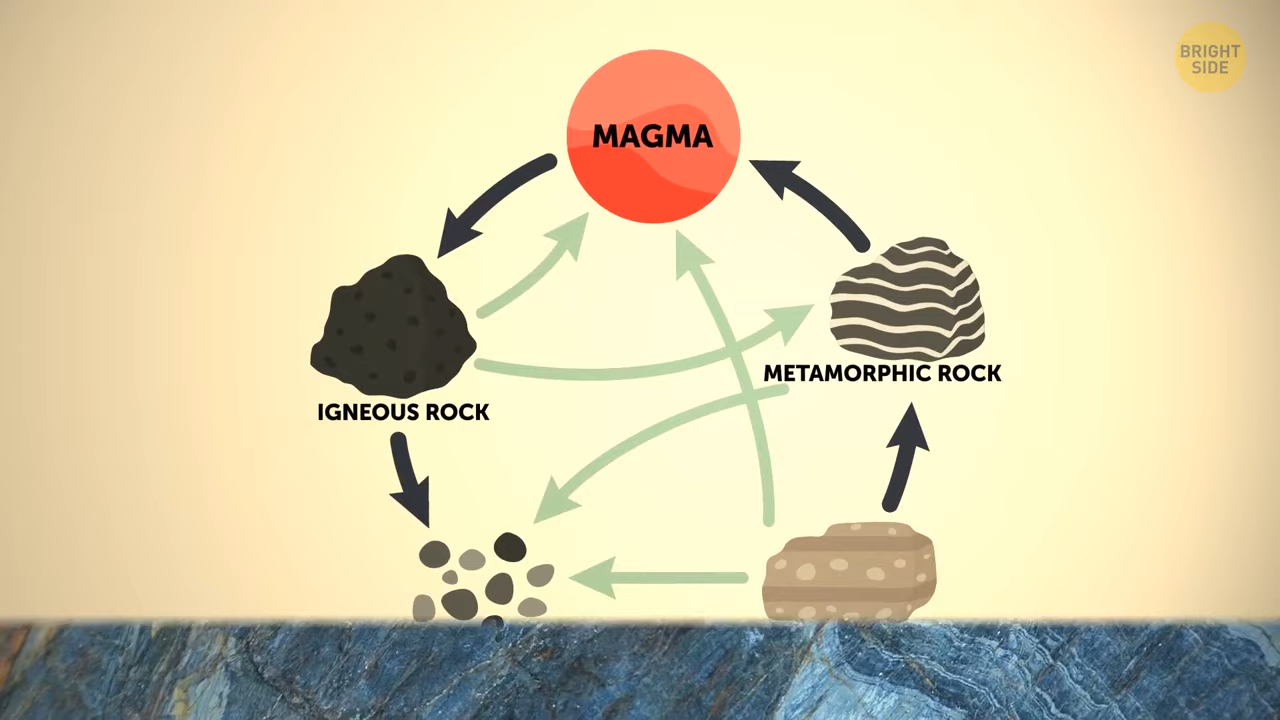 BRIGHT
SIDE
MAGMA
METAMORPHIC ROCK
IGNEOUS ROCK